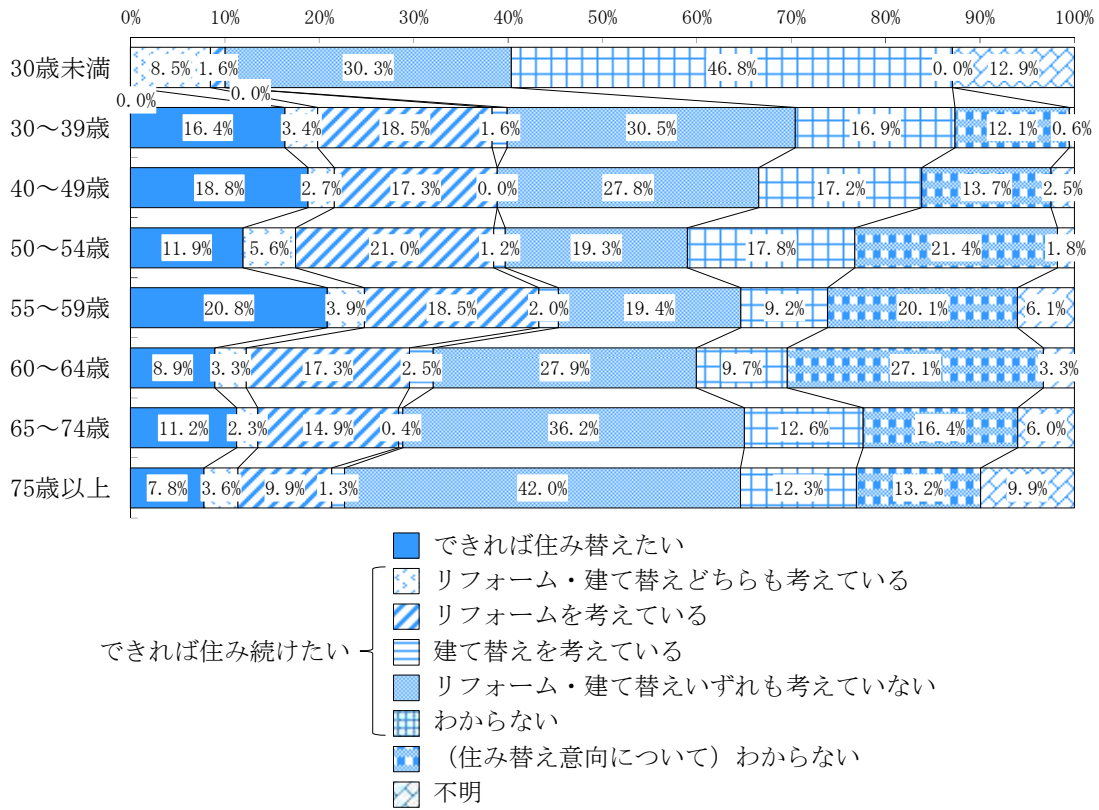 0% 10% 20% 30% 40% 50% 60% 70% 80% 90% 100%
30歳未満 8.5% 1.6% 30.3% 46.8% 0.0% 12.9%
0.0% 0.0%
30～39歳 16.4% 3.4% 18.5% 1.6% 30.5% 16.9% 12.1% 0.6%
40～49歳 18.8% 2.7% 17.3% 0.0% 27.8% 17.2% 13.7% 2.5%
50～54歳 11.9% 5.6% 21.0% 1.2% 19.3% 17.8% 21.4% 1.8%
55～59歳 20.8% 3.9% 18.5% 2.0% 19.4% 9.2% 20.1% 6.1%
60～64歳 8.9% 3.3% 17.3% 2.5% 27.9% 9.7% 27.1% 3.3%
65～74歳 11.2% 2.3% 14.9% 0.4% 36.2% 12.6% 16.4% 6.0%
75歳以上 7.8% 3.6% 9.9% 1.3% 42.0% 12.3% 13.2% 9.9%
できれば住み替えたい
できれば住み続けたい
リフォーム・建て替えどちらも考えている
リフォームを考えている
建て替えを考えている
リフォーム・建て替えいずれも考えていない
わからない
（住み替え意向について）わからない
不明